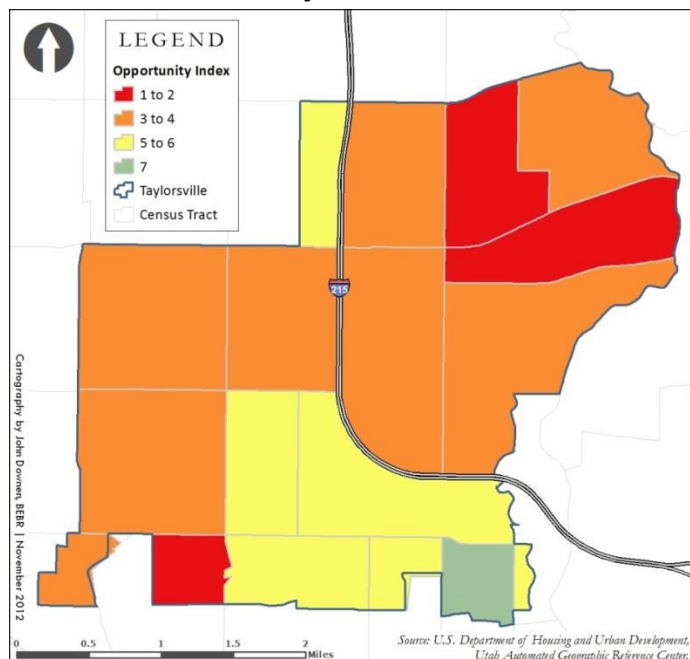 LEGEND
Opportunity Index
1 to 2
3 to 4
5 to 6
7
Taylorsville
Census Tract
215
Cartography by John Downen, BEBR | November 2012
0 0.5 1 1.5 2
Miles
Source: U.S. Department of Housing and Urban Development,
Utah Automated Geographic Reference Center.